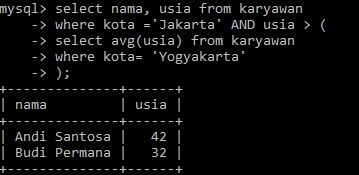 mysql> select nama, usia from karyawan
    -> where kota ='Jakarta' AND usia > (
    -> select avg(usia) from karyawan
    -> where kota= 'Yogyakarta'
    -> );
+--------------+------+
| nama         | usia |
+--------------+------+
| Andi Santosa |   42 |
| Budi Permana |   32 |
+--------------+------+